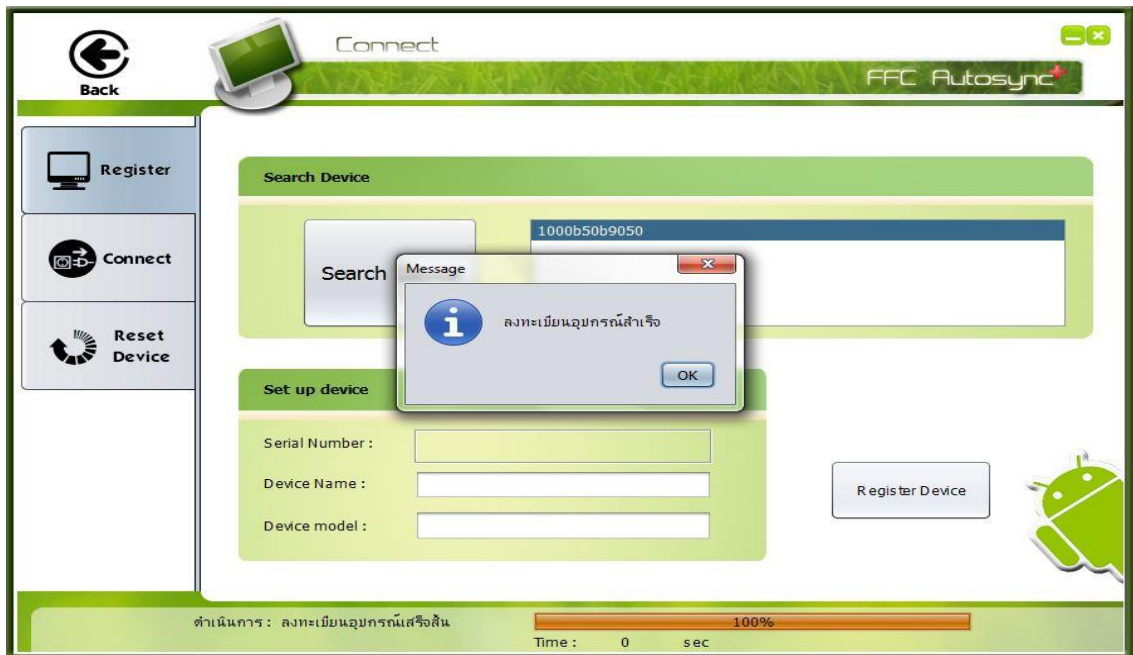 Connect
Back
FFC Autosync+
Register
Search Device
1000b50b9050
Connect
Search
Message
ลงทะเบียนอุปกรณ์สำเร็จ
Reset
Device
OK
Set up device
Serial Number :
Device Name :
Register Device
Device model :
ดำเนินการ : ลงทะเบียนอุปกรณ์เสร็จสิ้น
100%
Time : 0 sec